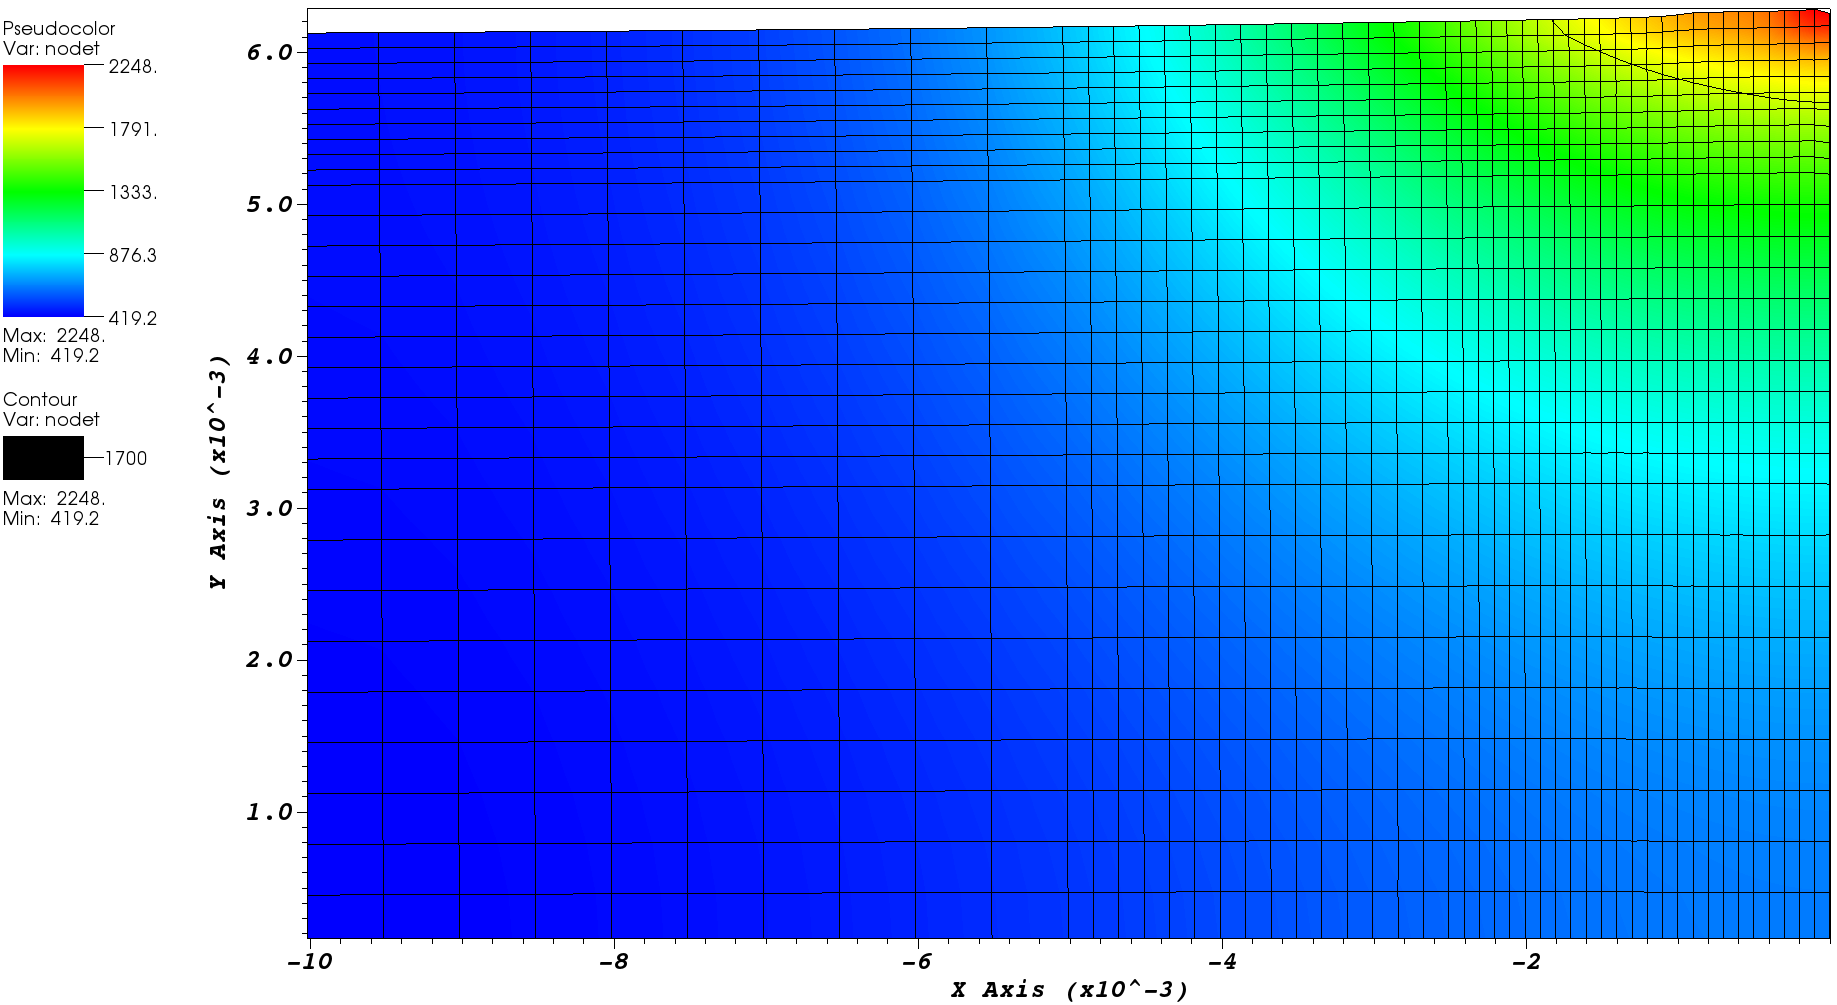 Pseudocolor
Var: nodet
2248.
1791.
1333.
876.3
419.2
Max: 2248.
Min: 419.2
Contour
Var: nodet
1700
Max: 2248.
Min: 419.2
Y Axis (x10^-3)
6.0
5.0
4.0
3.0
2.0
1.0
-10 -8 -6 -4 -2
X Axis (x10^-3)